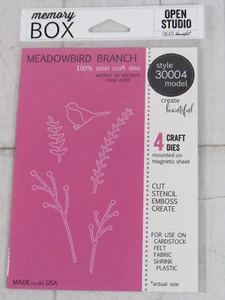 memory
BOX
OPEN
STUDIO
MEADOWBIRD BRANCH
100% steel craft dies
style
30004
model
create
beautiful
4 CRAFT
DIES
mounted on
magnetic sheet
CUT
STENCIL
EMBOSS
CREATE
FOR USE ON
CARDSTOCK
FELT
FABRIC
SHRINK
PLASTIC
MADE in the USA
*actual size